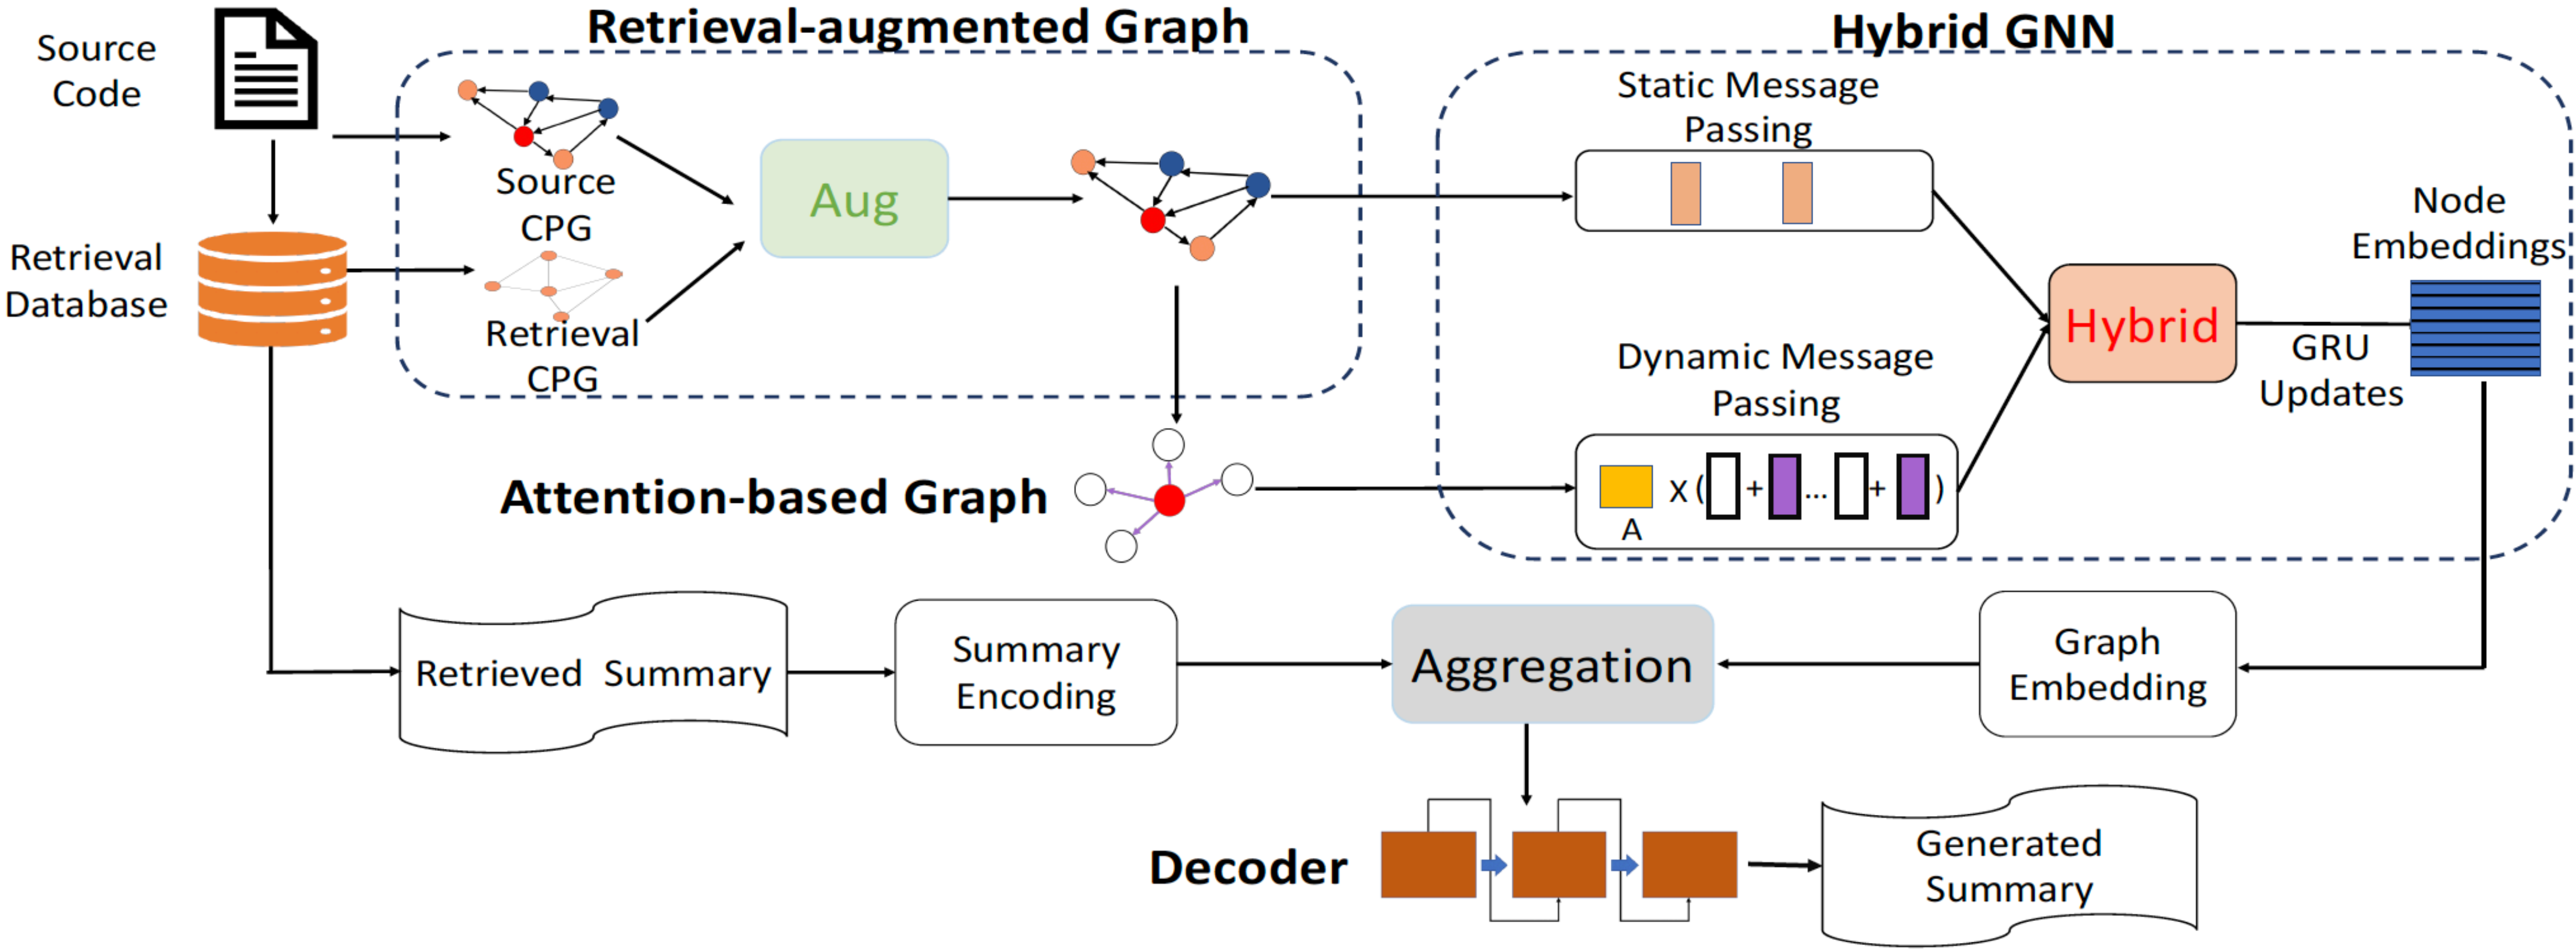 Retrieval-augmented Graph
Hybrid GNN
Source
Code
Source
CPG
Aug
Static Message
Passing
Node
Embeddings
Retrieval
Database
Retrieval
CPG
Hybrid
GRU
Updates
Dynamic Message
Passing
Attention-based Graph
X ( + ... + )
A
Retrieved Summary
Summary
Encoding
Aggregation
Graph
Embedding
Decoder
Generated
Summary